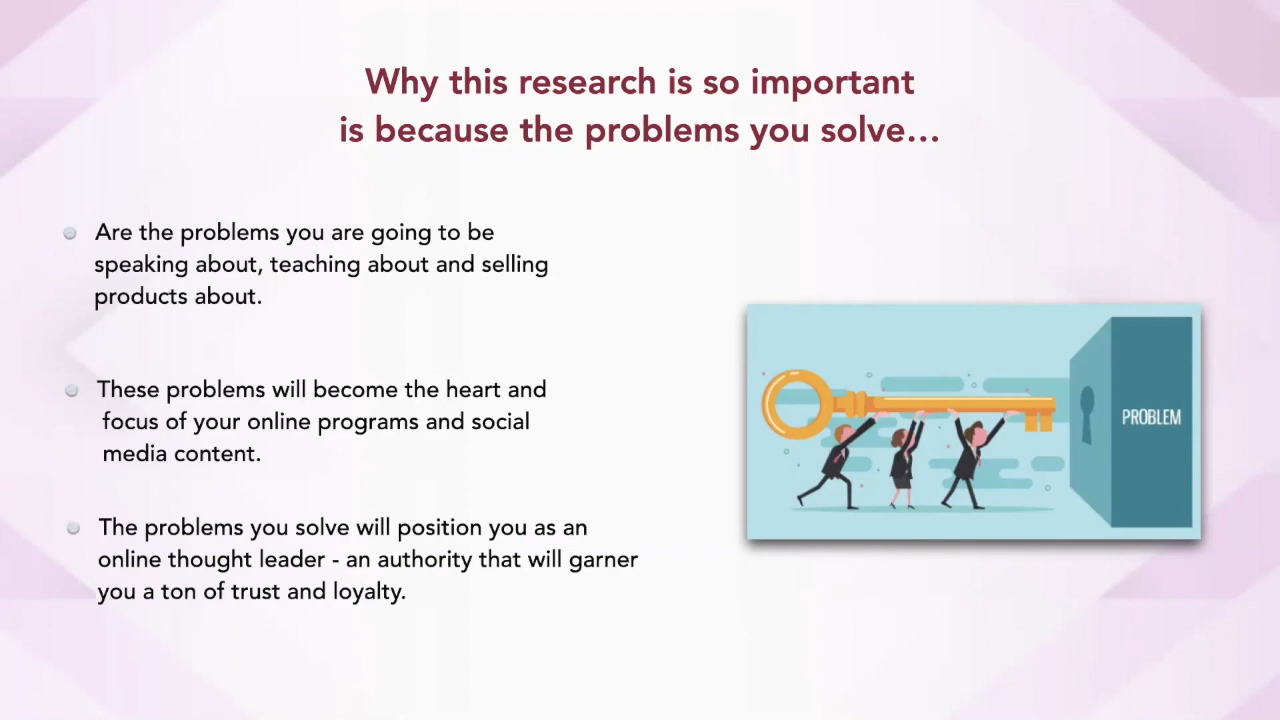 Why this research is so important
is because the problems you solve...
Are the problems you are going to be
speaking about, teaching about and selling
products about.
These problems will become the heart and
focus of your online programs and social
media content.
The problems you solve will position you as an
online thought leader - an authority that will garner
you a ton of trust and loyalty.
PROBLEM